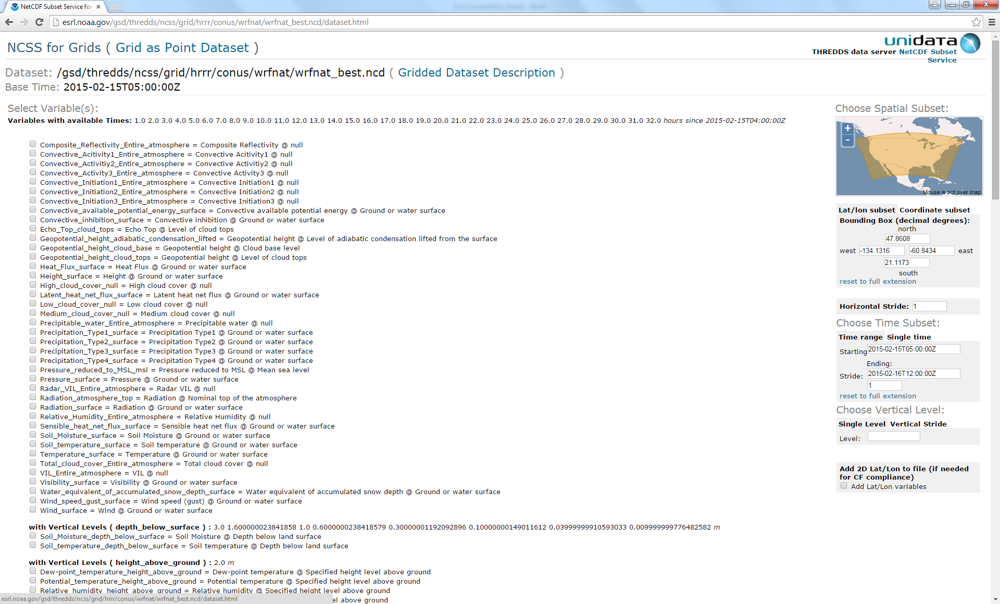 NetCDF Subset Service for
esrl.noaa.gov/gsd/thredds/ncss/grid/hrrr/conus/wrfnat/wrfnat_best.ncd/dataset.html
NCSS for Grids ( Grid as Point Dataset )
unidata
THREDDS data server NetCDF Subset
Service
Dataset: /gsd/thredds/ncss/grid/hrrr/conus/wrfnat/wrfnat_best.ncd ( Gridded Dataset Description )
Base Time: 2015-02-15T05:00:00Z
Select Variable(s):
Variables with available Times: 1.0 2.0 3.0 4.0 5.0 6.0 7.0 8.0 9.0 10.0 11.0 12.0 13.0 14.0 15.0 16.0 17.0 18.0 19.0 20.0 21.0 22.0 23.0 24.0 25.0 26.0 27.0 28.0 29.0 30.0 31.0 32.0 hours since 2015-02-15T04:00:00Z
Composite_Reflectivity_Entire_atmosphere = Composite Reflectivity @ null
Convective_Acitivity1_Entire_atmosphere = Convective Acitivity1 @ null
Convective_Activitiy2_Entire_atmosphere = Convective Activitiy2 @ null
Convective_Activity3_Entire_atmosphere = Convective Activity3 @ null
Convective_Initiation1_Entire_atmosphere = Convective Initiation1 @ null
Convective_Initiation2_Entire_atmosphere = Convective Initiation2 @ null
Convective_Initiation3_Entire_atmosphere = Convective Initiation3 @ null
Convective_available_potential_energy_surface = Convective available potential energy @ Ground or water surface
Convective_inhibition_surface = Convective inhibition @ Ground or water surface
Echo_Top_cloud_tops = Echo Top @ Level of cloud tops
Geopotential_height_adiabatic_condensation_lifted = Geopotential height @ Level of adiabatic condensation lifted from the surface
Geopotential_height_cloud_base = Geopotential height @ Cloud base level
Geopotential_height_cloud_tops = Geopotential height @ Level of cloud tops
Heat_Flux_surface = Heat Flux @ Ground or water surface
Height_surface = Height @ Ground or water surface
High_cloud_cover_null = High cloud cover @ null
Latent_heat_net_flux_surface = Latent heat net flux @ Ground or water surface
Low_cloud_cover_null = Low cloud cover @ null
Medium_cloud_cover_null = Medium cloud cover @ null
Precipitable_water_Entire_atmosphere = Precipitable water @ null
Precipitation_Type1_surface = Precipitation Type1 @ Ground or water surface
Precipitation_Type2_surface = Precipitation Type2 @ Ground or water surface
Precipitation_Type3_surface = Precipitation Type3 @ Ground or water surface
Precipitation_Type4_surface = Precipitation Type4 @ Ground or water surface
Pressure_reduced_to_MSL_msl = Pressure reduced to MSL @ Mean sea level
Pressure_surface = Pressure @ Ground or water surface
Radar_VIL_Entire_atmosphere = Radar VIL @ null
Radiation_atmosphere_top = Radiation @ Nominal top of the atmosphere
Radiation_surface = Radiation @ Ground or water surface
Relative_Humidity_Entire_atmosphere = Relative Humidity @ null
Sensible_heat_net_flux_surface = Sensible heat net flux @ Ground or water surface
Soil_Moisture_surface = Soil Moisture @ Ground or water surface
Soil_temperature_surface = Soil temperature @ Ground or water surface
Temperature_surface = Temperature @ Ground or water surface
Total_cloud_cover_Entire_atmosphere = Total cloud cover @ null
VIL_Entire_atmosphere = VIL @ null
Visibility_surface = Visibility @ Ground or water surface
Water_equivalent_of_accumulated_snow_depth_surface = Water equivalent of accumulated snow depth @ Ground or water surface
Wind_speed_gust_surface = Wind speed (gust) @ Ground or water surface
Wind_surface = Wind @ Ground or water surface
with Vertical Levels ( depth_below_surface ) : 3.0 1.600000023841858 1.0 0.6000000238418579 0.30000001192092896 0.10000000149011612 0.03999999910593033 0.009999999776482582 m
Soil_Moisture_depth_below_surface = Soil Moisture @ Depth below land surface
Soil_temperature_depth_below_surface = Soil temperature @ Depth below land surface
with Vertical Levels ( height_above_ground ) : 2.0 m
Dew-point_temperature_height_above_ground = Dew-point temperature @ Specified height level above ground
Potential_temperature_height_above_ground = Potential temperature @ Specified height level above ground
Relative_humidity_height_above_ground = Relative humidity @ Specified height level above ground
el above ground
esrl.noaa.gov/gsd/thredds/ncss/grid/hrrr/conus/wrfnat/wrfnat_best.ncd/dataset.html
Choose Spatial Subset:
+
-
Mouse is not over map
Lat/lon subset Coordinate subset
Bounding Box (decimal degrees):
north
47.8608
west -134.1316 -60.8434 east
21.1173
south
reset to full extension
Horizontal Stride: 1
Choose Time Subset:
Time range Single time
Starting 2015-02-15T05:00:00Z
Ending:
Stride: 2015-02-16T12:00:00Z
1
reset to full extension
Choose Vertical Level:
Single Level Vertical Stride
Level:
Add 2D Lat/Lon to file (if needed
for CF compliance)
Add Lat/Lon variables